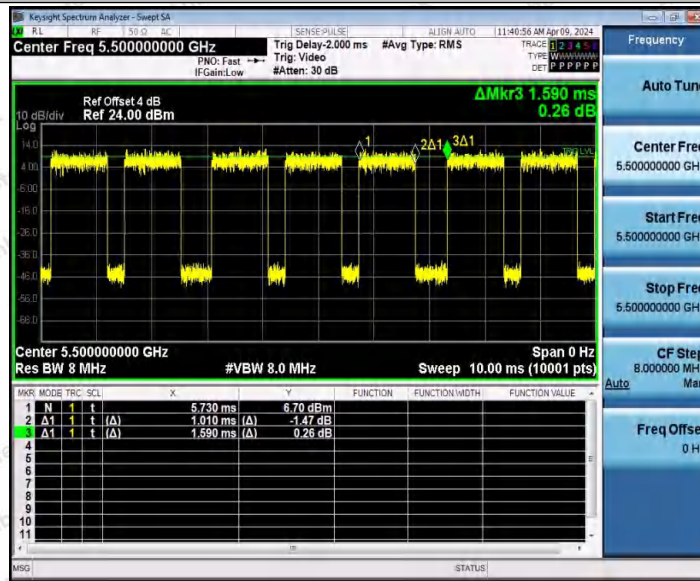 Keysight Spectrum Analyzer - Swept SA
RL RF 50 Ω AC SENSE:PULSE ALIGN AUTO 11:40:56 AM Apr 09, 2024
Center Freq 5.500000000 GHz
PNO: Fast
IFGain:Low
Trig Delay-2.000 ms
Trig: Video
#Atten: 30 dB
#Avg Type: RMS
TRACE 1 2 3 4 5 6
TYPE W
DET P P P P P P
Frequency
ΔMkr3 1.590 ms
0.26 dB
Ref Offset 4 dB
10 dB/div Ref 24.00 dBm
Log
14.0
4.00
-6.00
-16.0
-26.0
-36.0
-46.0
-56.0
-66.0
1
2Δ1
3Δ1
TRIG LVL
Center 5.500000000 GHz Span 0 Hz
Res BW 8 MHz #VBW 8.0 MHz Sweep 10.00 ms (10001 pts)
MKR MODE TRC SCL X Y FUNCTION FUNCTION WIDTH FUNCTION VALUE
1 N 1 t 5.730 ms 6.70 dBm
2 Δ1 1 t (Δ) 1.010 ms (Δ) -1.47 dB
3 Δ1 1 t (Δ) 1.590 ms (Δ) 0.26 dB
4
5
6
7
8
9
10
11
MSG STATUS
Auto Tun
Center Fre
5.500000000 GH
Start Fre
5.500000000 GH
Stop Fre
5.500000000 GH
CF Step
8.000000 MH
Auto Ma
Freq Offse
0 H